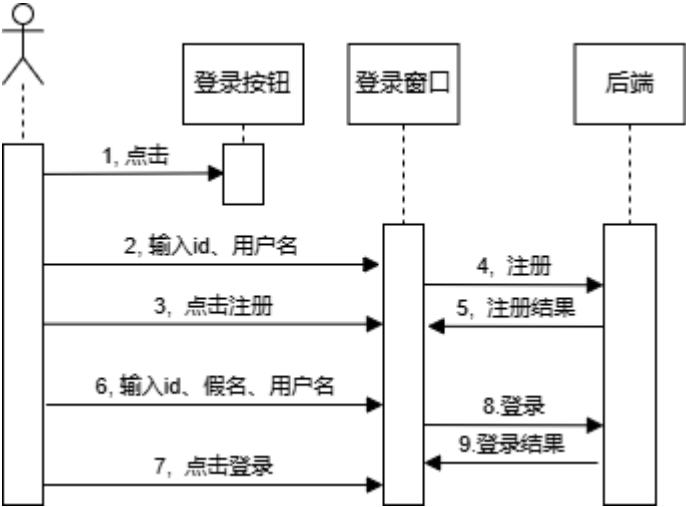 登录按钮
登录窗口
后端
1, 点击
2, 输入id、用户名
4, 注册
3, 点击注册
5, 注册结果
6, 输入id、假名、用户名
8.登录
9.登录结果
7, 点击登录